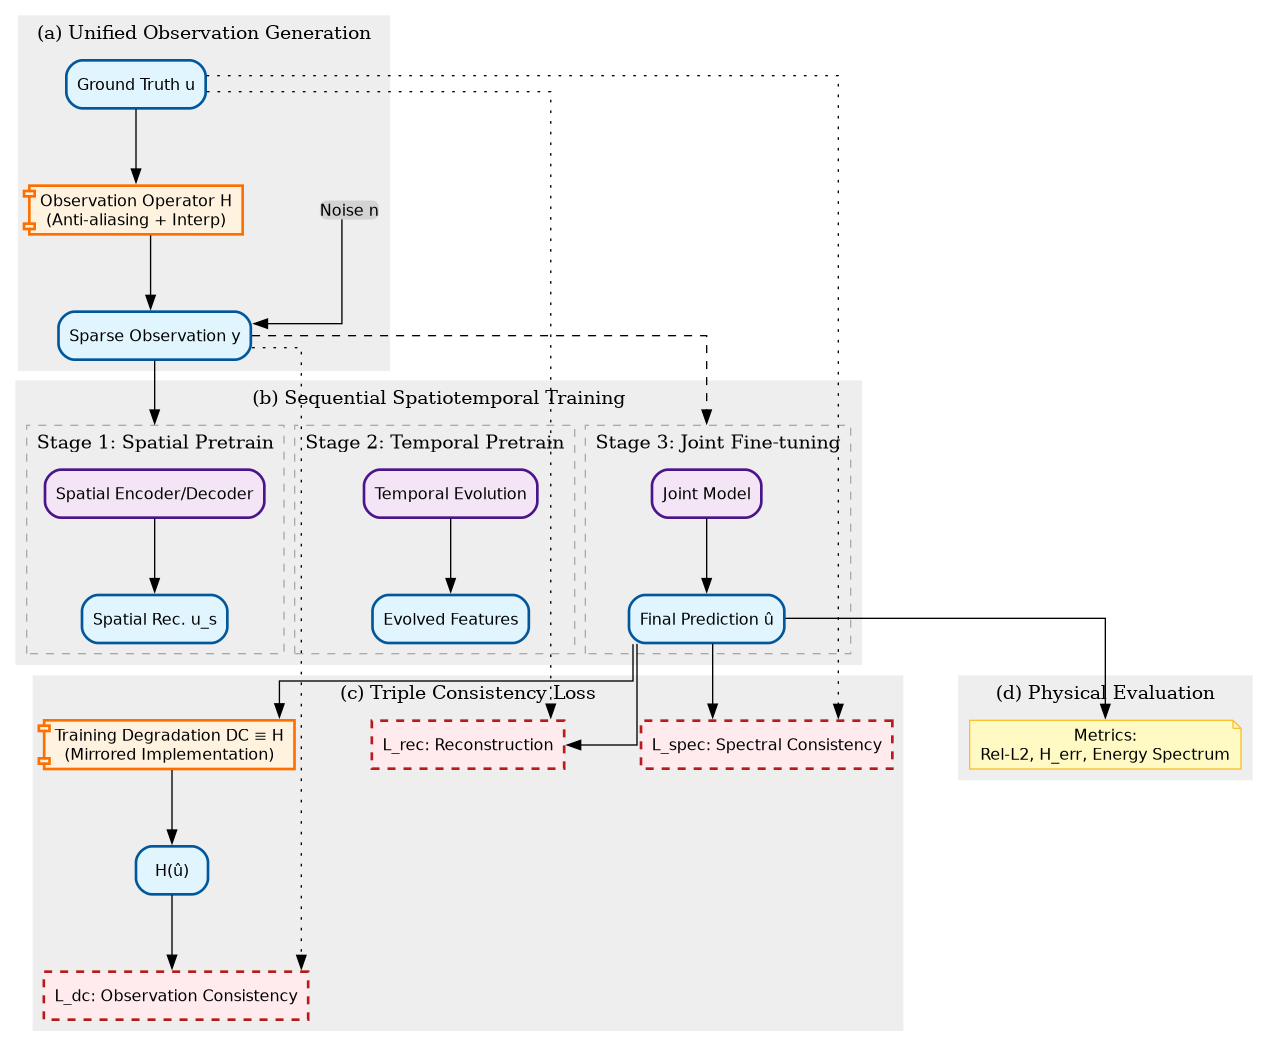 (a) Unified Observation Generation
Ground Truth u
Observation Operator H
(Anti-aliasing + Interp)
Noise n
Sparse Observation y
(b) Sequential Spatiotemporal Training
Stage 1: Spatial Pretrain
Stage 2: Temporal Pretrain
Stage 3: Joint Fine-tuning
Spatial Encoder/Decoder
Temporal Evolution
Joint Model
Spatial Rec. u_s
Evolved Features
Final Prediction û
(c) Triple Consistency Loss
(d) Physical Evaluation
Training Degradation DC ≡ H
(Mirrored Implementation)
L_rec: Reconstruction
L_spec: Spectral Consistency
Metrics:
Rel-L2, H_err, Energy Spectrum
H(û)
L_dc: Observation Consistency